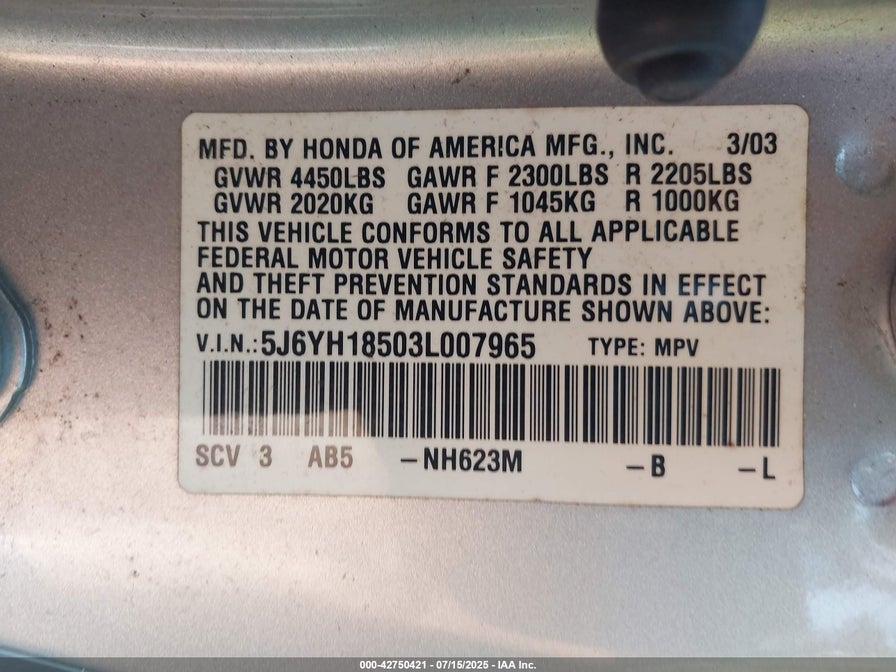 MFD. BY HONDA OF AMERICA MFG., INC. 3/03
GVWR 4450LBS GAWR F 2300LBS R 2205LBS
GVWR 2020KG GAWR F 1045KG R 1000KG
THIS VEHICLE CONFORMS TO ALL APPLICABLE
FEDERAL MOTOR VEHICLE SAFETY
AND THEFT PREVENTION STANDARDS IN EFFECT
ON THE DATE OF MANUFACTURE SHOWN ABOVE:
V.I.N.:5J6YH18503L007965 TYPE: MPV
SCV 3 AB5 –NH623M –B –L
000-42750421 - 07/15/2025 - IAA Inc.